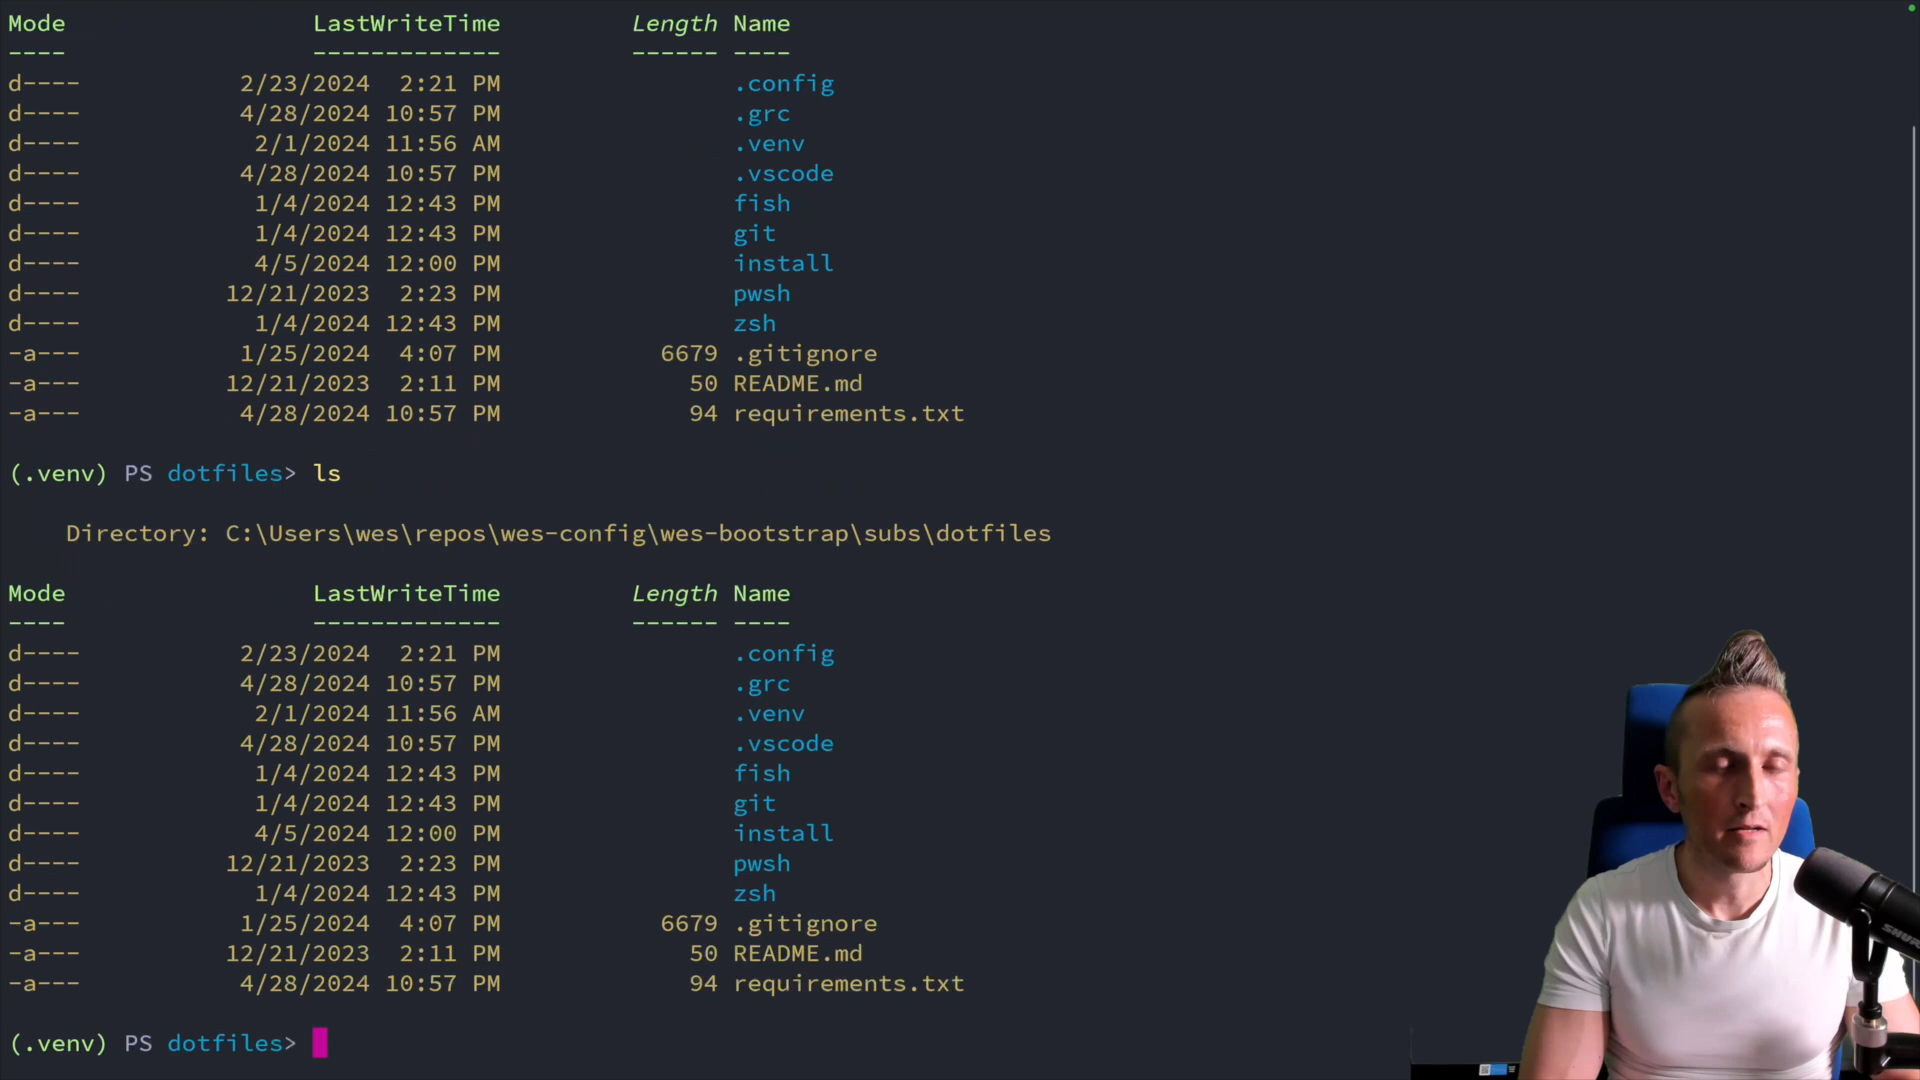 Mode LastWriteTime Length Name
---- ------------- ------ ----
d---- 2/23/2024 2:21 PM .config
d---- 4/28/2024 10:57 PM .grc
d---- 2/1/2024 11:56 AM .venv
d---- 4/28/2024 10:57 PM .vscode
d---- 1/4/2024 12:43 PM fish
d---- 1/4/2024 12:43 PM git
d---- 4/5/2024 12:00 PM install
d---- 12/21/2023 2:23 PM pwsh
d---- 1/4/2024 12:43 PM zsh
-a--- 1/25/2024 4:07 PM 6679 .gitignore
-a--- 12/21/2023 2:11 PM 50 README.md
-a--- 4/28/2024 10:57 PM 94 requirements.txt
(.venv) PS dotfiles> ls
Directory: C:\Users\wes\repos\wes-config\wes-bootstrap\subs\dotfiles
Mode LastWriteTime Length Name
---- ------------- ------ ----
d---- 2/23/2024 2:21 PM .config
d---- 4/28/2024 10:57 PM .grc
d---- 2/1/2024 11:56 AM .venv
d---- 4/28/2024 10:57 PM .vscode
d---- 1/4/2024 12:43 PM fish
d---- 1/4/2024 12:43 PM git
d---- 4/5/2024 12:00 PM install
d---- 12/21/2023 2:23 PM pwsh
d---- 1/4/2024 12:43 PM zsh
-a--- 1/25/2024 4:07 PM 6679 .gitignore
-a--- 12/21/2023 2:11 PM 50 README.md
-a--- 4/28/2024 10:57 PM 94 requirements.txt
(.venv) PS dotfiles>
SHURE